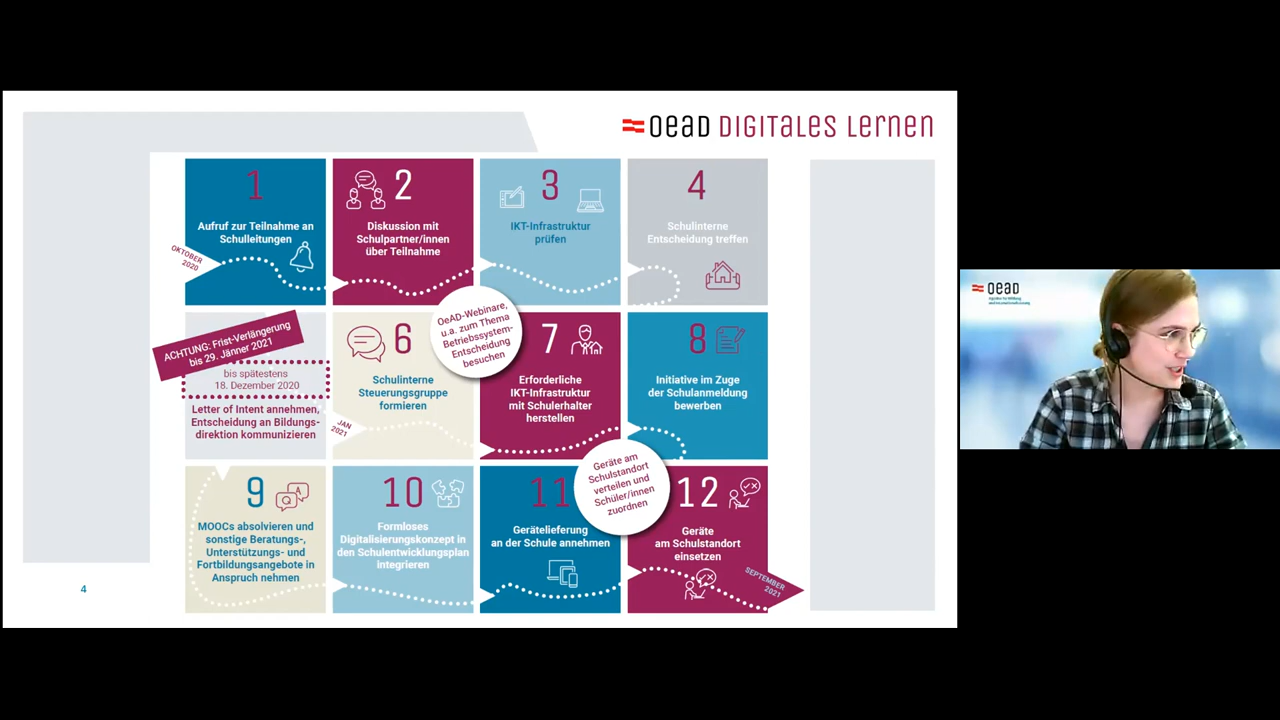 OeAD DIGITALES LERNEN
1
Aufruf zur Teilnahme an
Schulleitungen
OKTOBER
2020
2
Diskussion mit
Schulpartner/innen
über Teilnahme
3
IKT-Infrastruktur
prüfen
4
Schulinterne
Entscheidung treffen
ACHTUNG: Frist-Verlängerung
bis 29. Jänner 2021
bis spätestens
18. Dezember 2020
Letter of Intent annehmen,
Entscheidung an Bildungs-
direktion kommunizieren
6
Schulinterne
Steuerungsgruppe
formieren
JAN
2021
OeAD-Webinare,
u.a. zum Thema
Betriebssystem-
Entscheidung
besuchen
7
Erforderliche
IKT-Infrastruktur
mit Schulerhalter
herstellen
8
Initiative im Zuge
der Schulanmeldung
bewerben
9
Q A
MOOCs absolvieren und
sonstige Beratungs-,
Unterstützungs- und
Fortbildungsangebote in
Anspruch nehmen
10
Formloses
Digitalisierungskonzept in
den Schulentwicklungsplan
integrieren
11
Gerätelieferung
an der Schule annehmen
Geräte am
Schulstandort
verteilen und
Schüler/innen
zuordnen
12
Geräte
am Schulstandort
einsetzen
SEPTEMBER
2021
4
OeAD